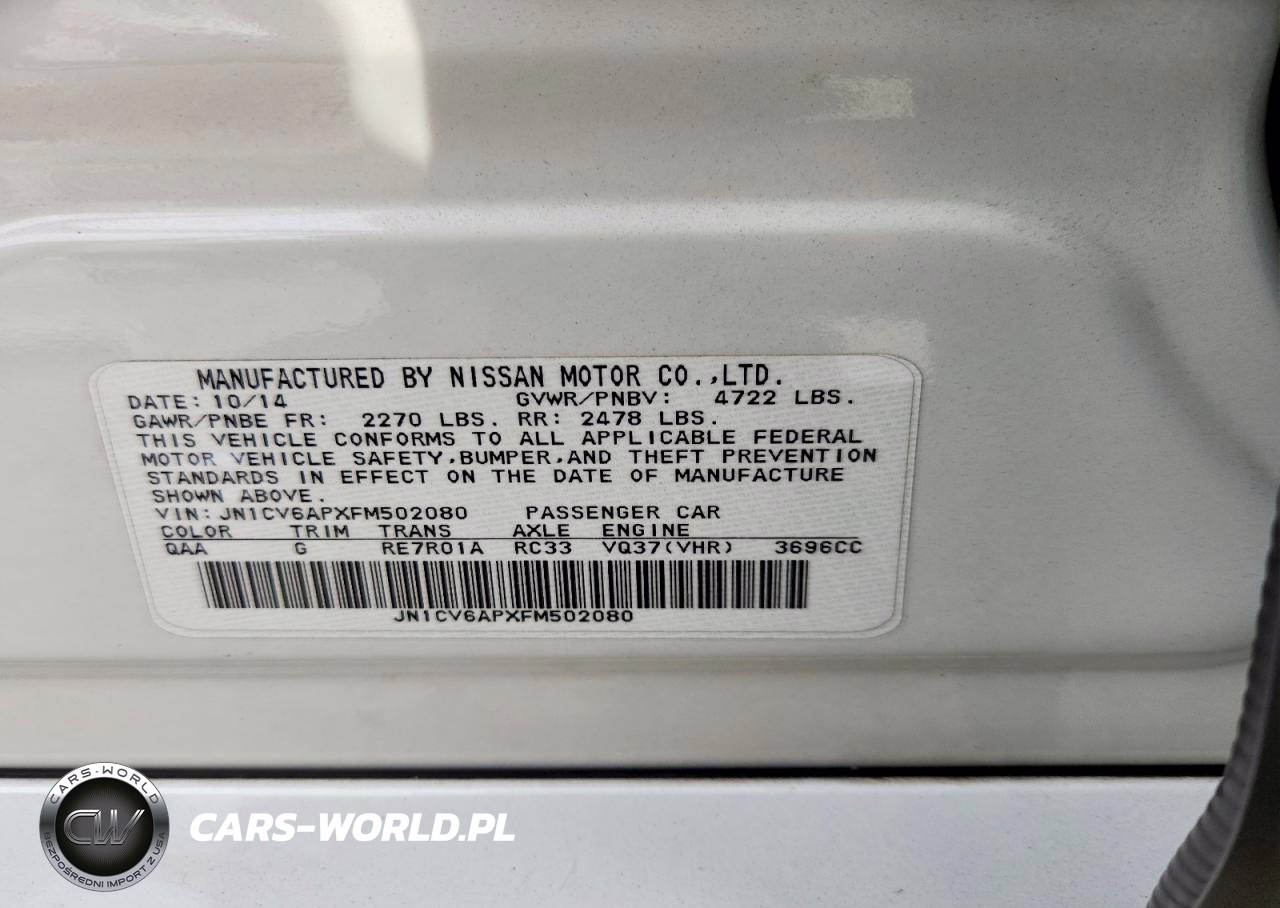 MANUFACTURED BY NISSAN MOTOR CO.,LTD.
DATE: 10/14 GVWR/PNBV: 4722 LBS.
GAWR/PNBE FR: 2270 LBS. RR: 2478 LBS.
THIS VEHICLE CONFORMS TO ALL APPLICABLE FEDERAL
MOTOR VEHICLE SAFETY,BUMPER,AND THEFT PREVENTION
STANDARDS IN EFFECT ON THE DATE OF MANUFACTURE
SHOWN ABOVE.
VIN: JN1CV6APXFM502080 PASSENGER CAR
COLOR TRIM TRANS AXLE ENGINE
QAA G RE7R01A RC33 VQ37(VHR) 3696CC
JN1CV6APXFM502080
CARS-WORLD
CW
BEZPOŚREDNI IMPORT Z USA
CARS-WORLD.PL